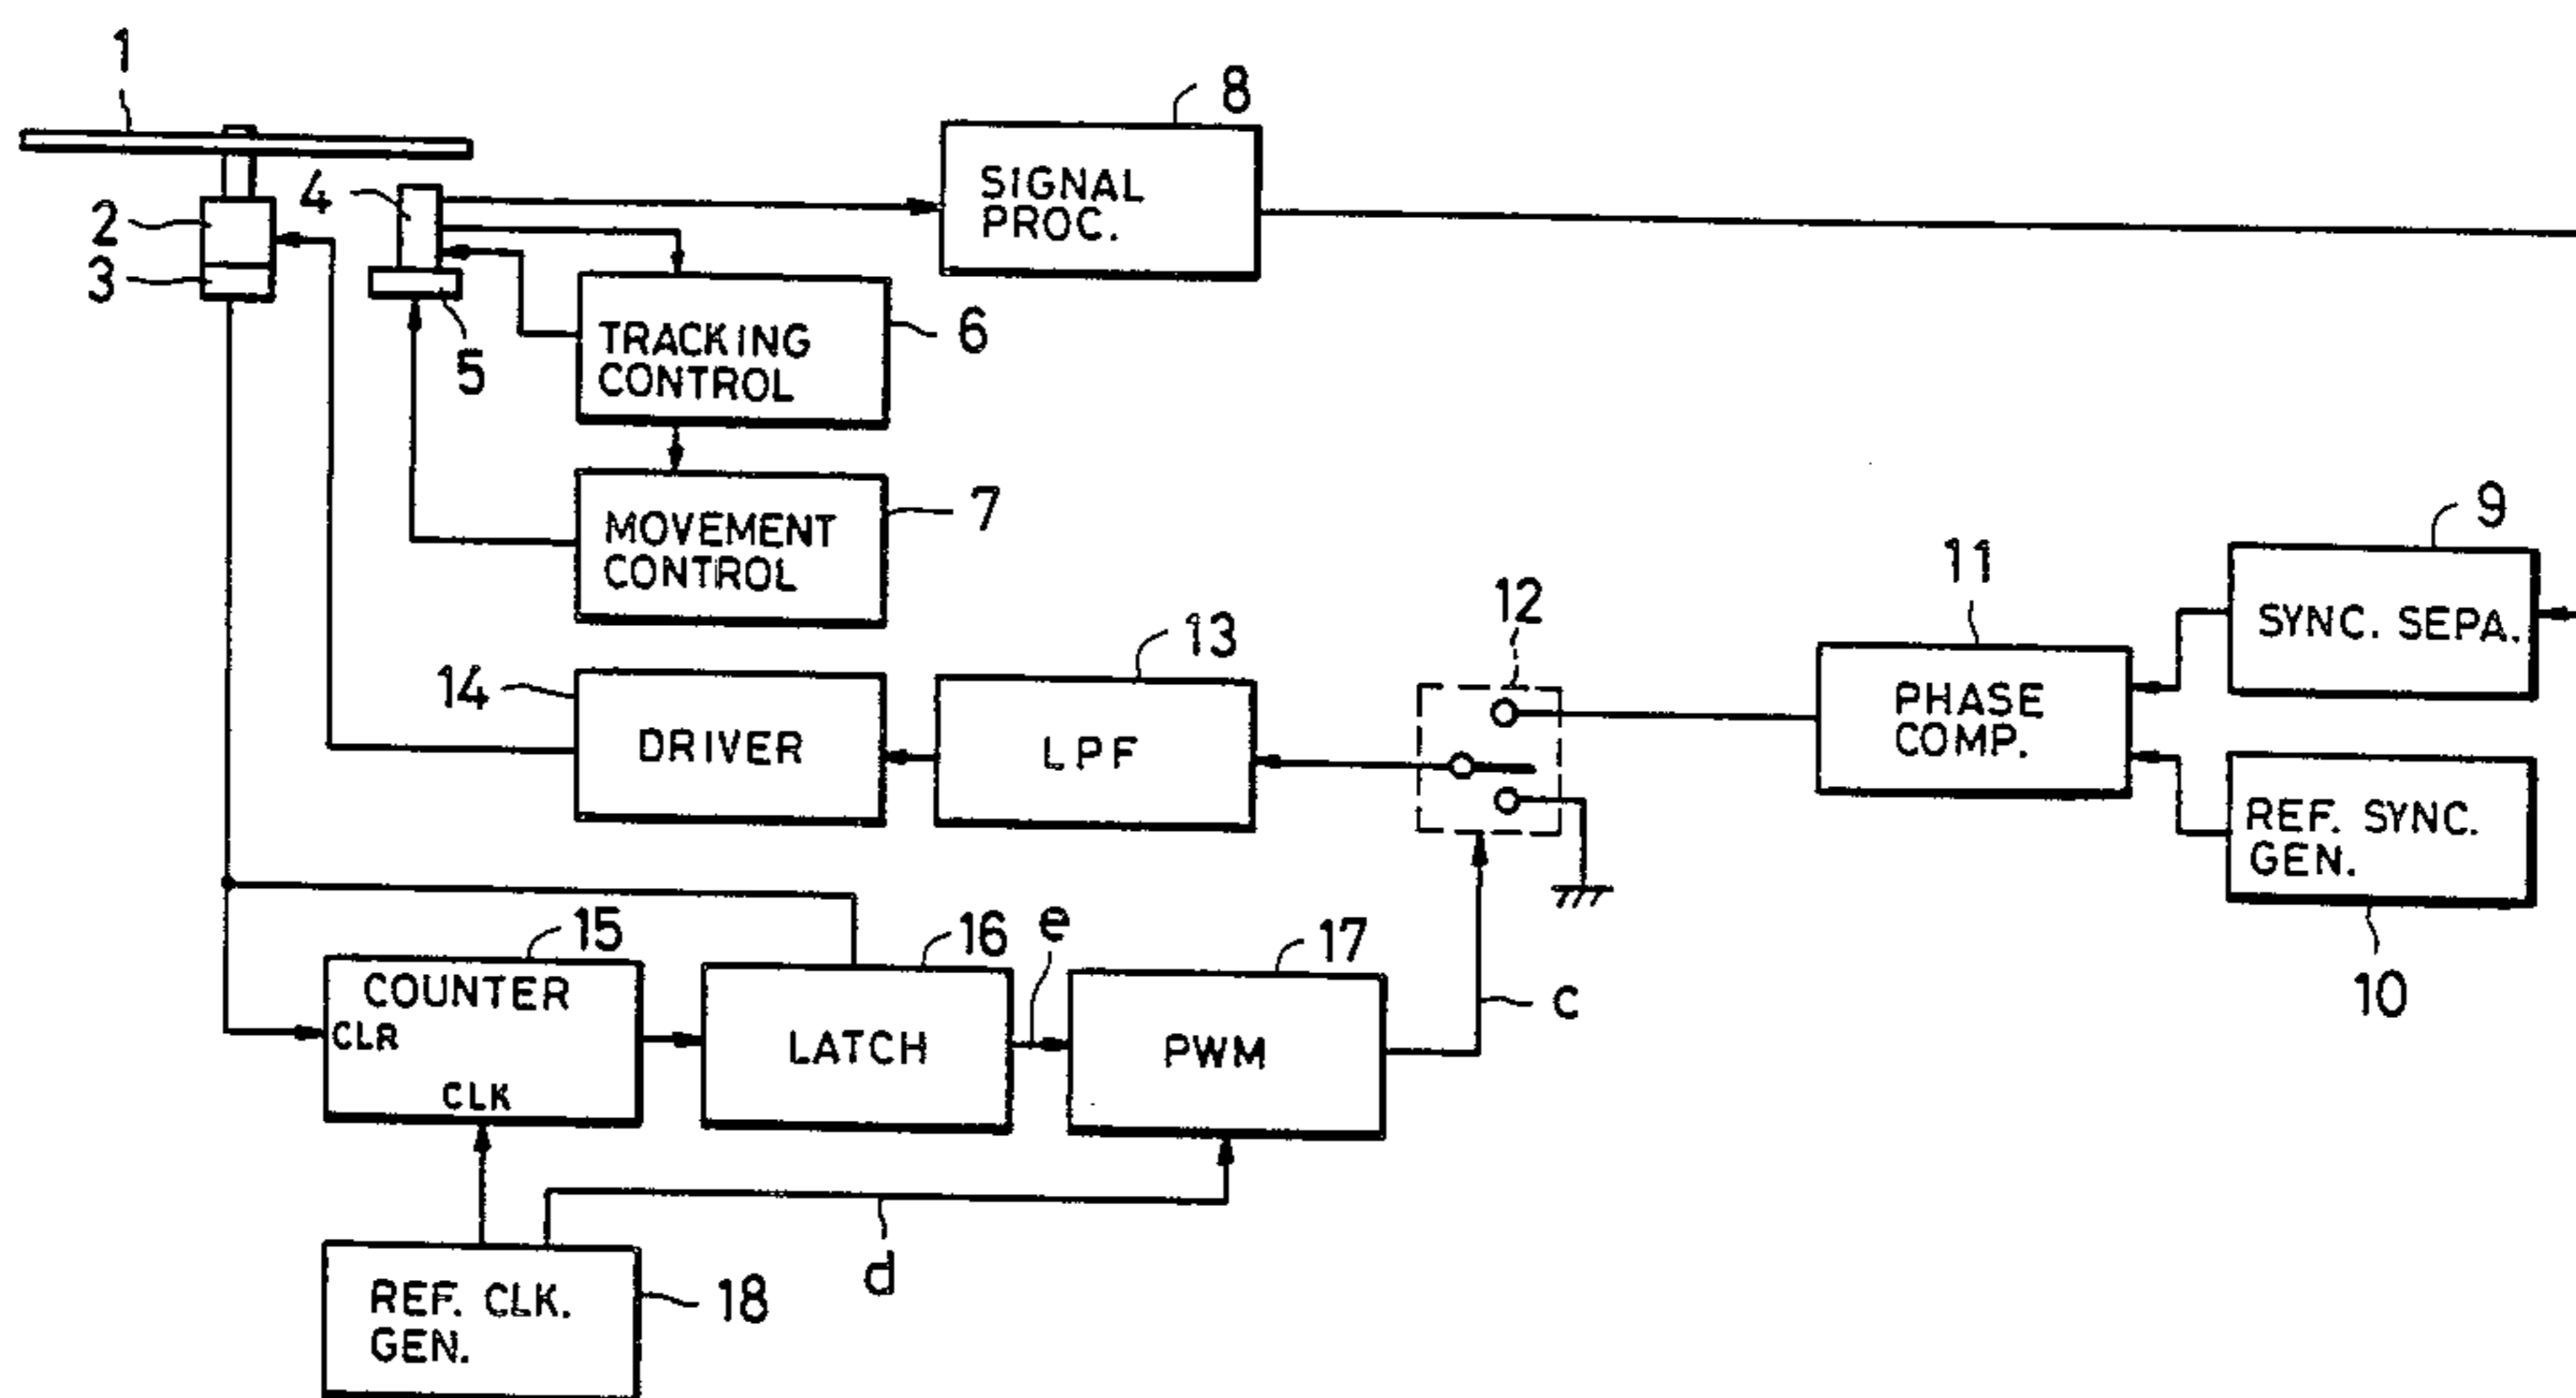 1
8
SIGNAL
PROC.
4
2
3
5
TRACKING
CONTROL
6
MOVEMENT
CONTROL
7
9
SYNC. SEPA.
11
PHASE
COMP.
12
13
LPF
14
DRIVER
REF. SYNC.
GEN.
10
15
COUNTER
CLR
CLK
16
LATCH
e
17
PWM
c
d
REF. CLK.
GEN.
18